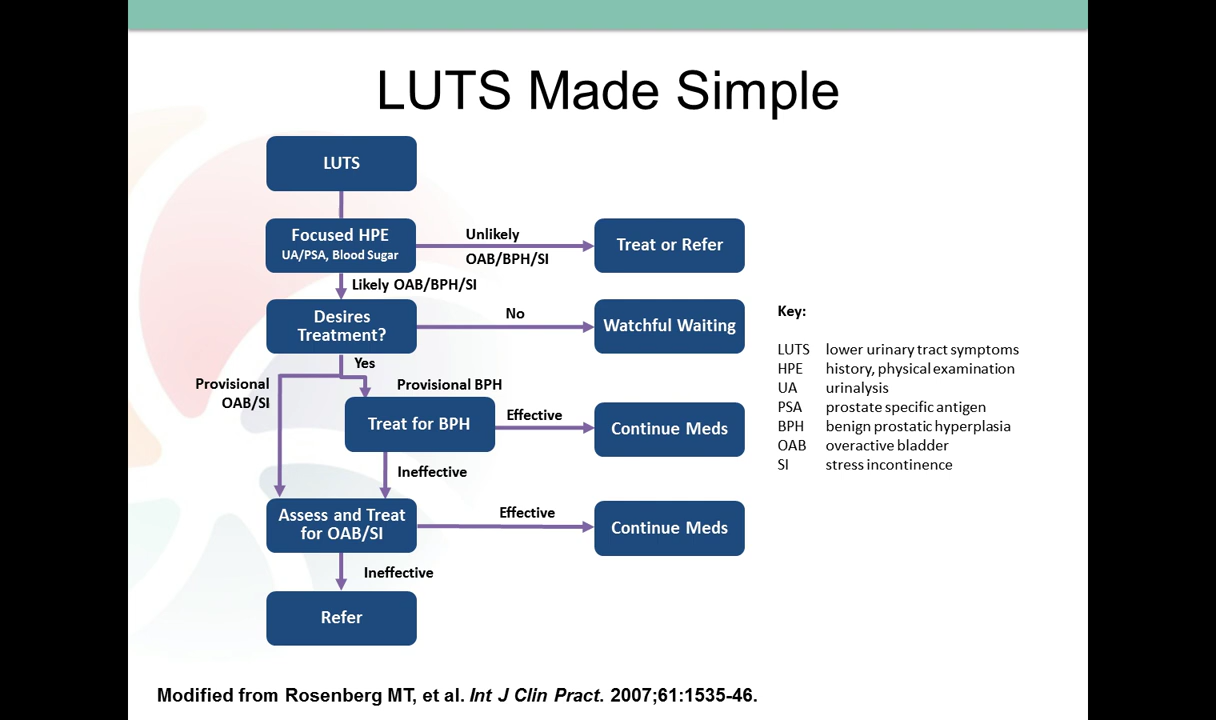 LUTS Made Simple
LUTS
Focused HPE
UA/PSA, Blood Sugar
Unlikely
OAB/BPH/SI
Treat or Refer
Likely OAB/BPH/SI
Desires
Treatment?
No
Watchful Waiting
Yes
Provisional
OAB/SI
Provisional BPH
Treat for BPH
Effective
Continue Meds
Ineffective
Assess and Treat
for OAB/SI
Effective
Continue Meds
Ineffective
Refer
Key:
LUTS lower urinary tract symptoms
HPE history, physical examination
UA urinalysis
PSA prostate specific antigen
BPH benign prostatic hyperplasia
OAB overactive bladder
SI stress incontinence
Modified from Rosenberg MT, et al. Int J Clin Pract. 2007;61:1535-46.